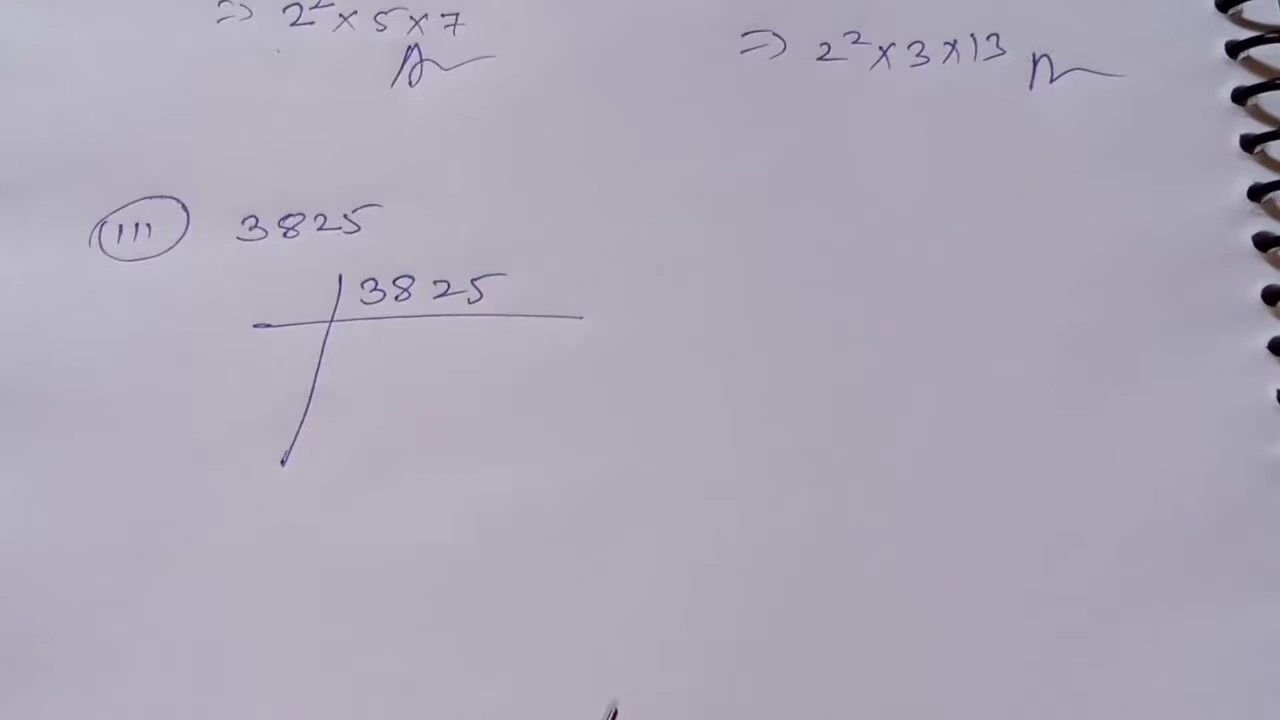 ⇒ 2² × 5 × 7
⇒ 2² × 3 × 13
(iii) 3825
3825